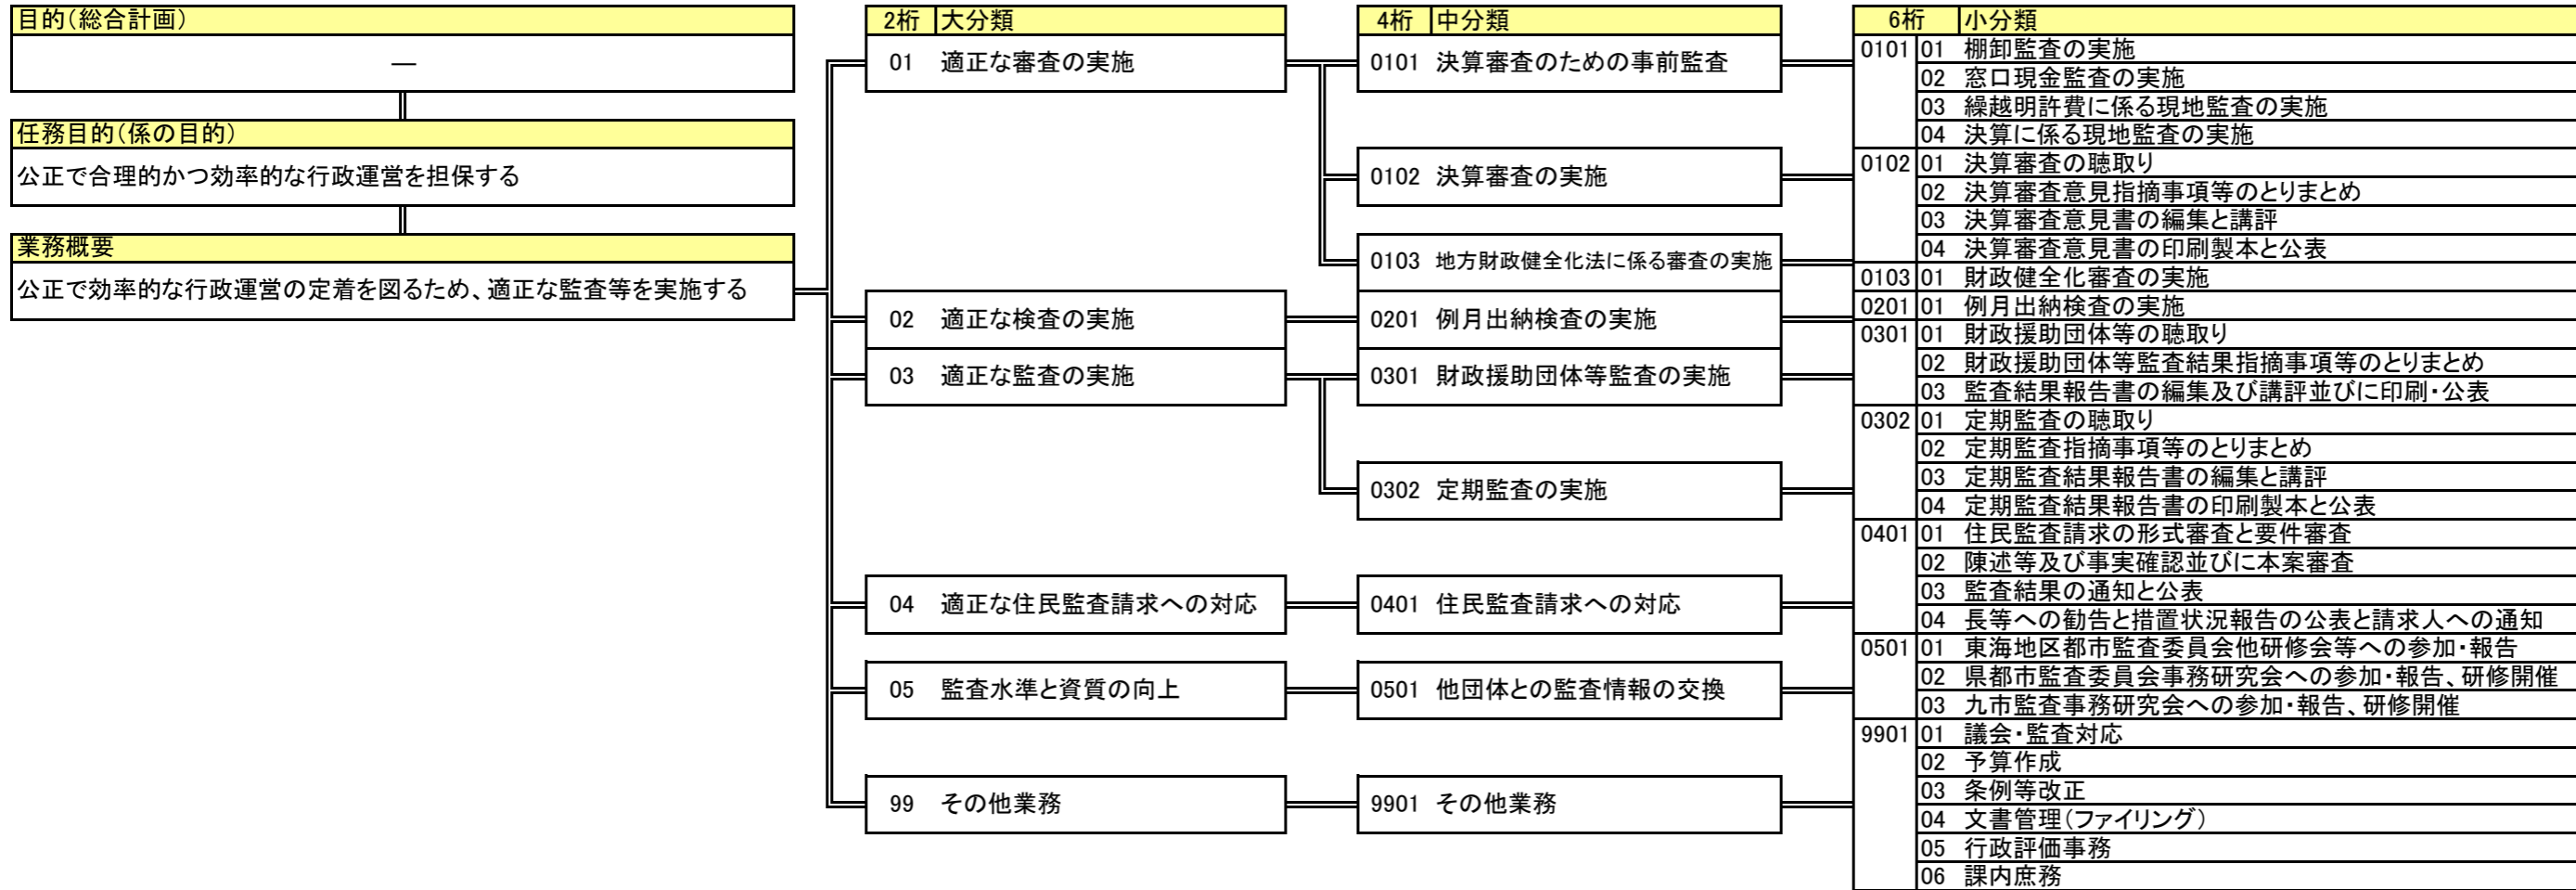 目的(総合計画)
―
任務目的(係の目的)
公正で合理的かつ効率的な行政運営を担保する
業務概要
公正で効率的な行政運営の定着を図るため、適正な監査等を実施する
2桁 大分類
01 適正な審査の実施
02 適正な検査の実施
03 適正な監査の実施
04 適正な住民監査請求への対応
05 監査水準と資質の向上
99 その他業務
4桁 中分類
0101 決算審査のための事前監査
0102 決算審査の実施
0103 地方財政健全化法に係る審査の実施
0201 例月出納検査の実施
0301 財政援助団体等監査の実施
0302 定期監査の実施
0401 住民監査請求への対応
0501 他団体との監査情報の交換
9901 その他業務
6桁 小分類
0101 01 棚卸監査の実施
02 窓口現金監査の実施
03 繰越明許費に係る現地監査の実施
04 決算に係る現地監査の実施
0102 01 決算審査の聴取り
02 決算審査意見指摘事項等のとりまとめ
03 決算審査意見書の編集と講評
04 決算審査意見書の印刷製本と公表
0103 01 財政健全化審査の実施
0201 01 例月出納検査の実施
0301 01 財政援助団体等の聴取り
02 財政援助団体等監査結果指摘事項等のとりまとめ
03 監査結果報告書の編集及び講評並びに印刷・公表
0302 01 定期監査の聴取り
02 定期監査指摘事項等のとりまとめ
03 定期監査結果報告書の編集と講評
04 定期監査結果報告書の印刷製本と公表
0401 01 住民監査請求の形式審査と要件審査
02 陳述等及び事実確認並びに本案審査
03 監査結果の通知と公表
04 長等への勧告と措置状況報告の公表と請求人への通知
0501 01 東海地区都市監査委員会他研修会等への参加・報告
02 県都市監査委員会事務研究会への参加・報告、研修開催
03 九市監査事務研究会への参加・報告、研修開催
9901 01 議会・監査対応
02 予算作成
03 条例等改正
04 文書管理(ファイリング)
05 行政評価事務
06 課内庶務